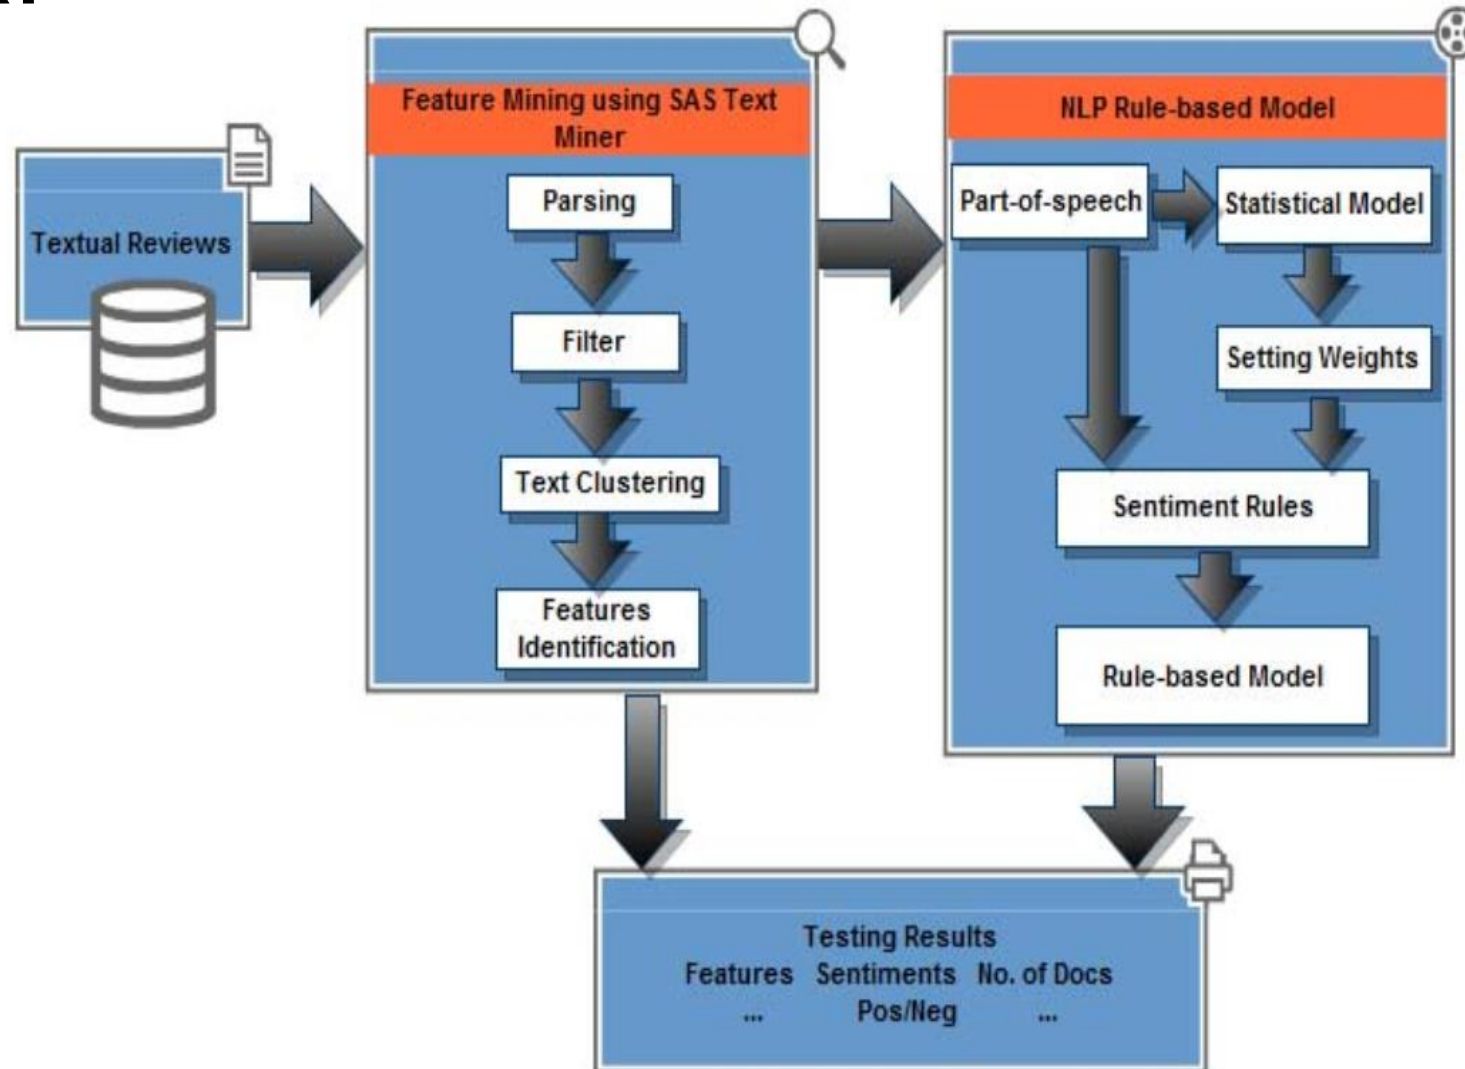 Textual Reviews
Feature Mining using SAS Text
Miner
Parsing
Filter
Text Clustering
Features
Identification
NLP Rule-based Model
Part-of-speech
Statistical Model
Setting Weights
Sentiment Rules
Rule-based Model
Testing Results
Features Sentiments No. of Docs
... Pos/Neg ...